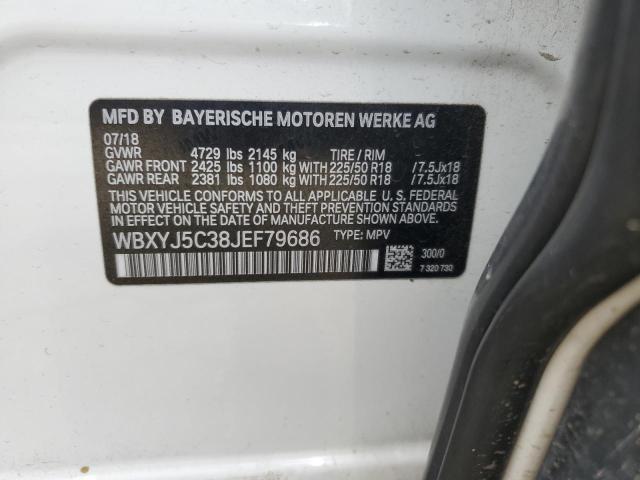 MFD BY BAYERISCHE MOTOREN WERKE AG
07/18
GVWR 4729 lbs 2145 kg TIRE / RIM
GAWR FRONT 2425 lbs 1100 kg WITH 225/50 R18 /7.5Jx18
GAWR REAR 2381 lbs 1080 kg WITH 225/50 R18 /7.5Jx18
THIS VEHICLE CONFORMS TO ALL APPLICABLE U. S. FEDERAL
MOTOR VEHICLE SAFETY AND THEFT PREVENTION STANDARDS
IN EFFECT ON THE DATE OF MANUFACTURE SHOWN ABOVE.
WBXYJ5C38JEF79686 TYPE: MPV
300/0
7 320 730